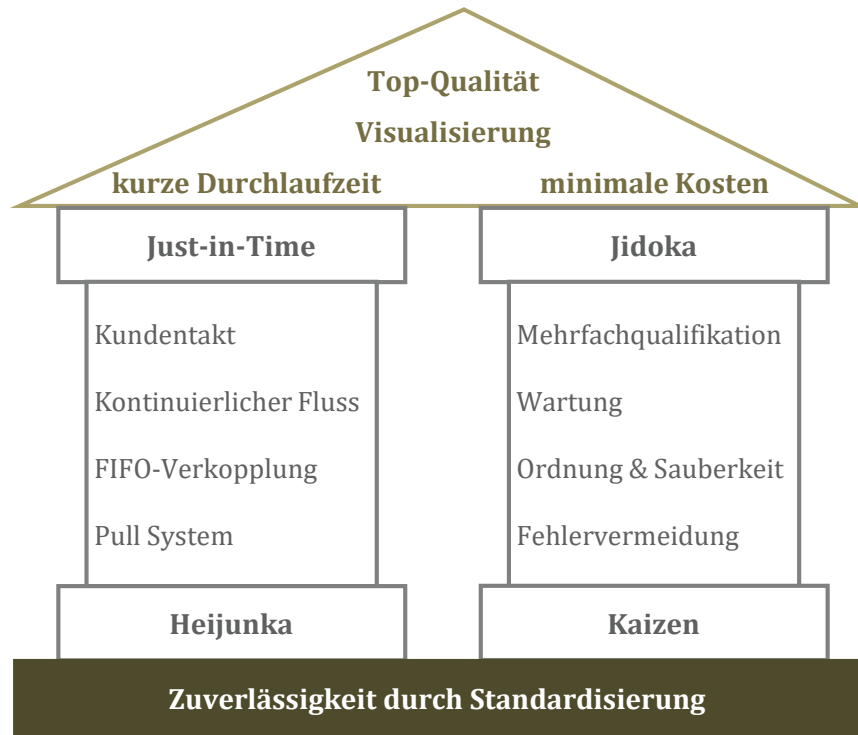 Top-Qualität
Visualisierung
kurze Durchlaufzeit
minimale Kosten
Just-in-Time
Kundentakt
Kontinuierlicher Fluss
FIFO-Verkopplung
Pull System
Heijunka
Jidoka
Mehrfachqualifikation
Wartung
Ordnung & Sauberkeit
Fehlervermeidung
Kaizen
Zuverlässigkeit durch Standardisierung